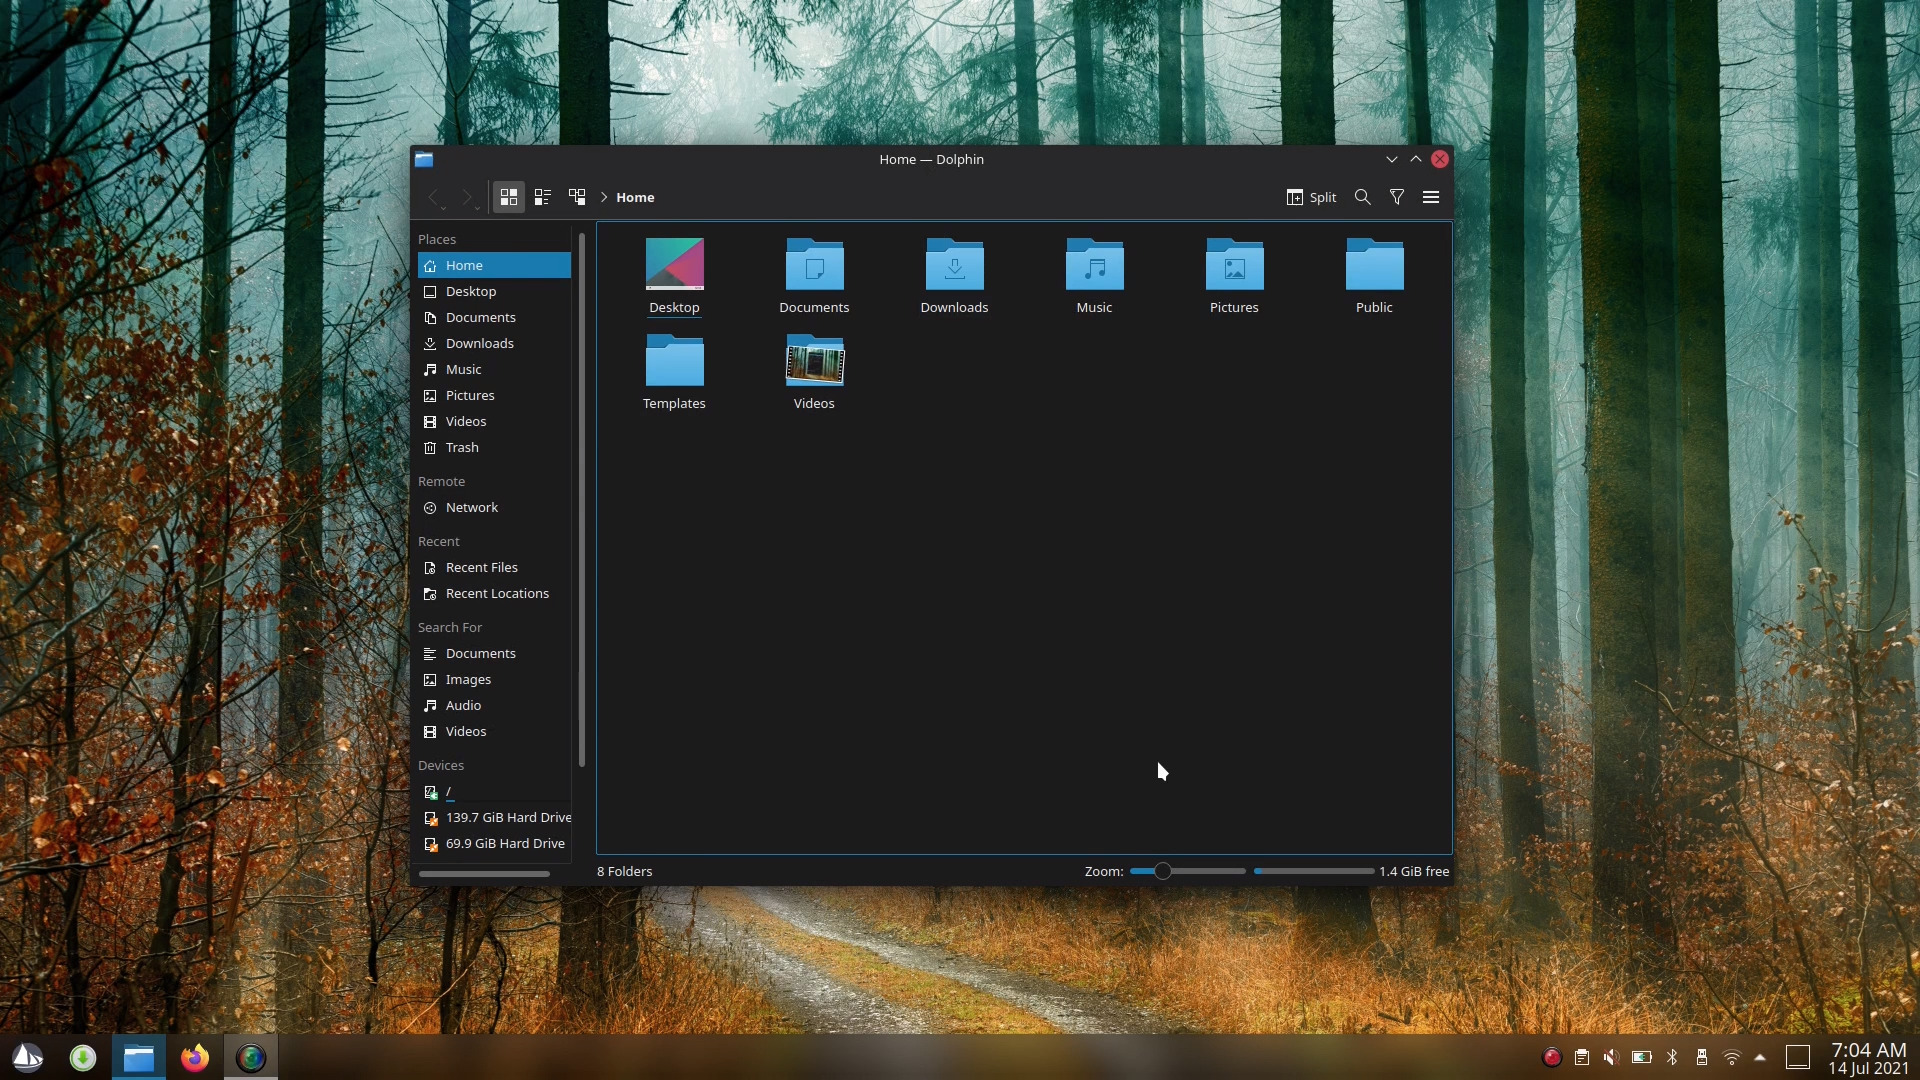 Home — Dolphin
Home
Split
Places
Home
Desktop
Documents
Downloads
Music
Pictures
Videos
Trash
Remote
Network
Recent
Recent Files
Recent Locations
Search For
Documents
Images
Audio
Videos
Devices
/
139.7 GiB Hard Drive
69.9 GiB Hard Drive
Desktop
Documents
Downloads
Music
Pictures
Public
Templates
Videos
8 Folders
Zoom:
1.4 GiB free
7:04 AM
14 Jul 2021